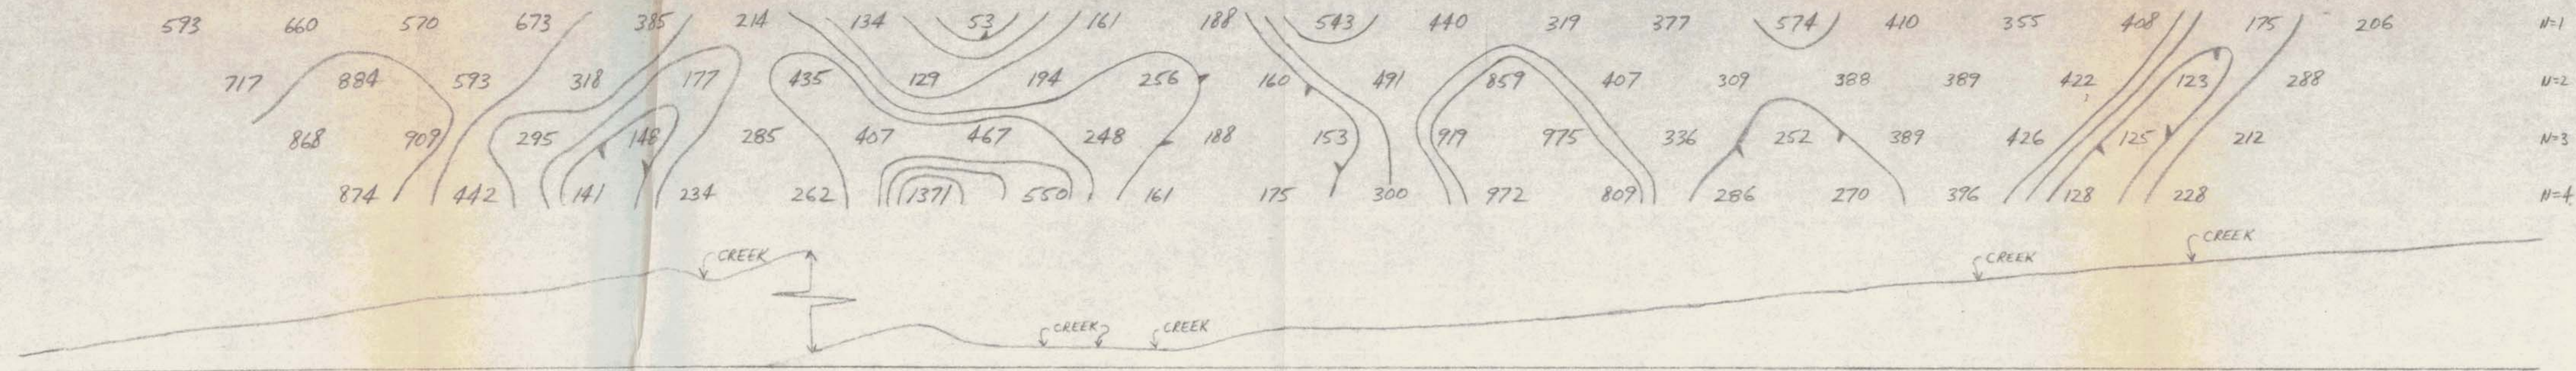 593 660 570 673 385 214 134 53 161 188 543 440 319 377 574 410 355 408 175 206 N=1
717 884 593 318 177 435 129 194 256 160 491 859 407 309 388 389 422 123 288 N=2
868 909 295 148 285 407 467 248 188 153 919 975 336 252 389 426 125 212 N=3
874 442 141 234 262 1371 550 161 175 300 972 809 286 270 396 128 228 N=4
CREEK
CREEK
CREEK
CREEK
CREEK